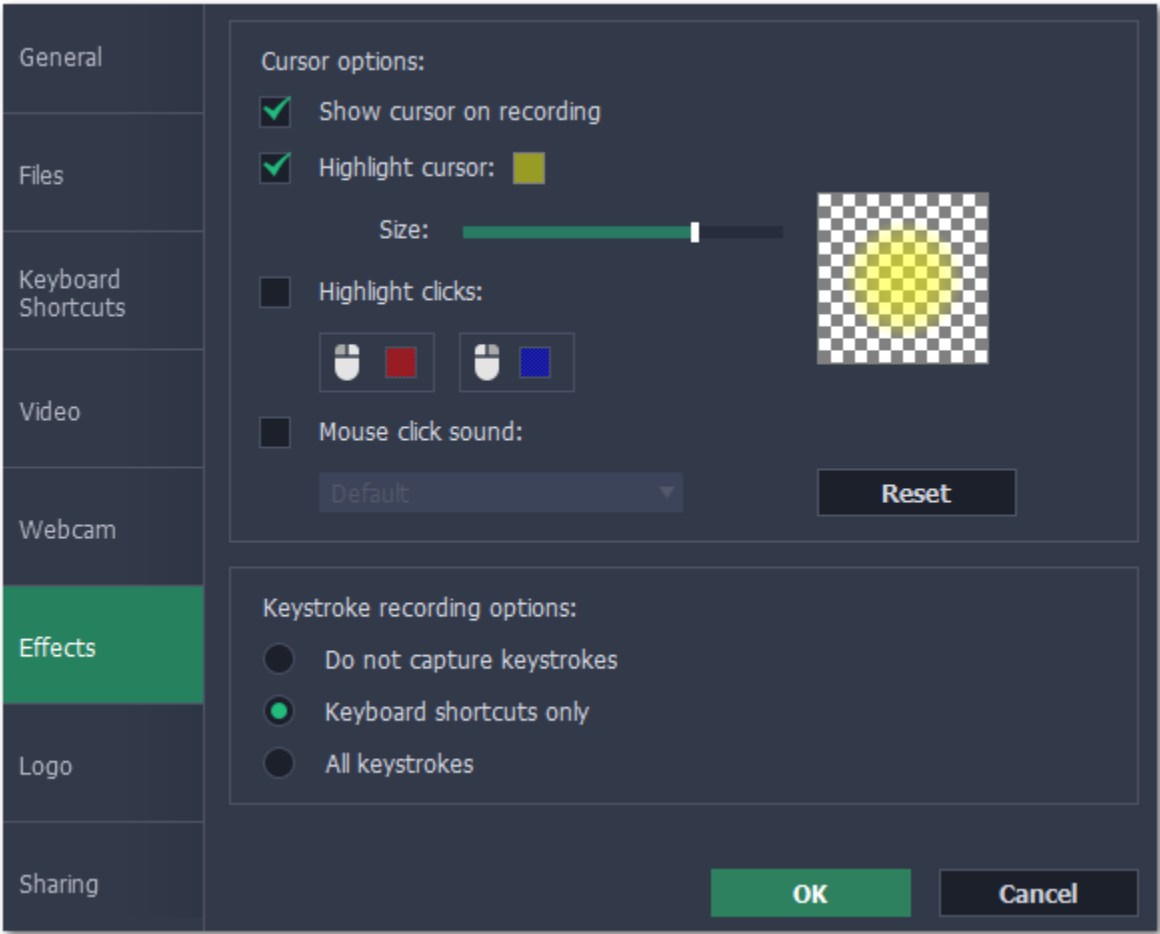 General
Files
Keyboard
Shortcuts
Video
Webcam
Effects
Logo
Sharing
Cursor options:
Show cursor on recording
Highlight cursor:
Size:
Highlight clicks:
Mouse click sound:
Default
Reset
Keystroke recording options:
Do not capture keystrokes
Keyboard shortcuts only
All keystrokes
OK
Cancel